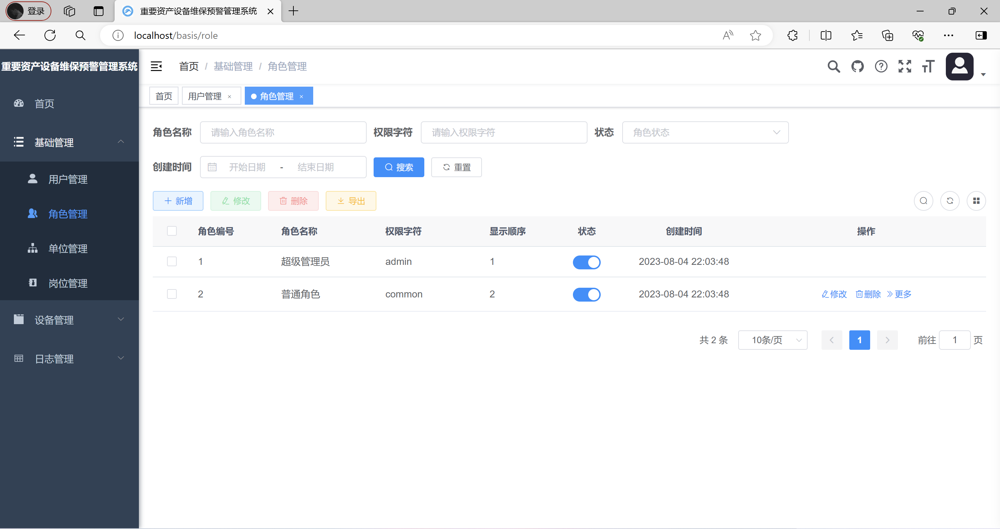 登录
重要资产设备维保预警管理系统
localhost/basis/role
重要资产设备维保预警管理系统
首页 / 基础管理 / 角色管理
首页
用户管理
角色管理
首页
基础管理
用户管理
角色管理
单位管理
岗位管理
设备管理
日志管理
角色名称 请输入角色名称 权限字符 请输入权限字符 状态 角色状态
创建时间 开始日期 - 结束日期 搜索 重置
新增 修改 删除 导出
角色编号 角色名称 权限字符 显示顺序 状态 创建时间 操作
1 超级管理员 admin 1 2023-08-04 22:03:48
2 普通角色 common 2 2023-08-04 22:03:48 修改 删除 更多
共 2 条 10条/页 1 前往 1 页